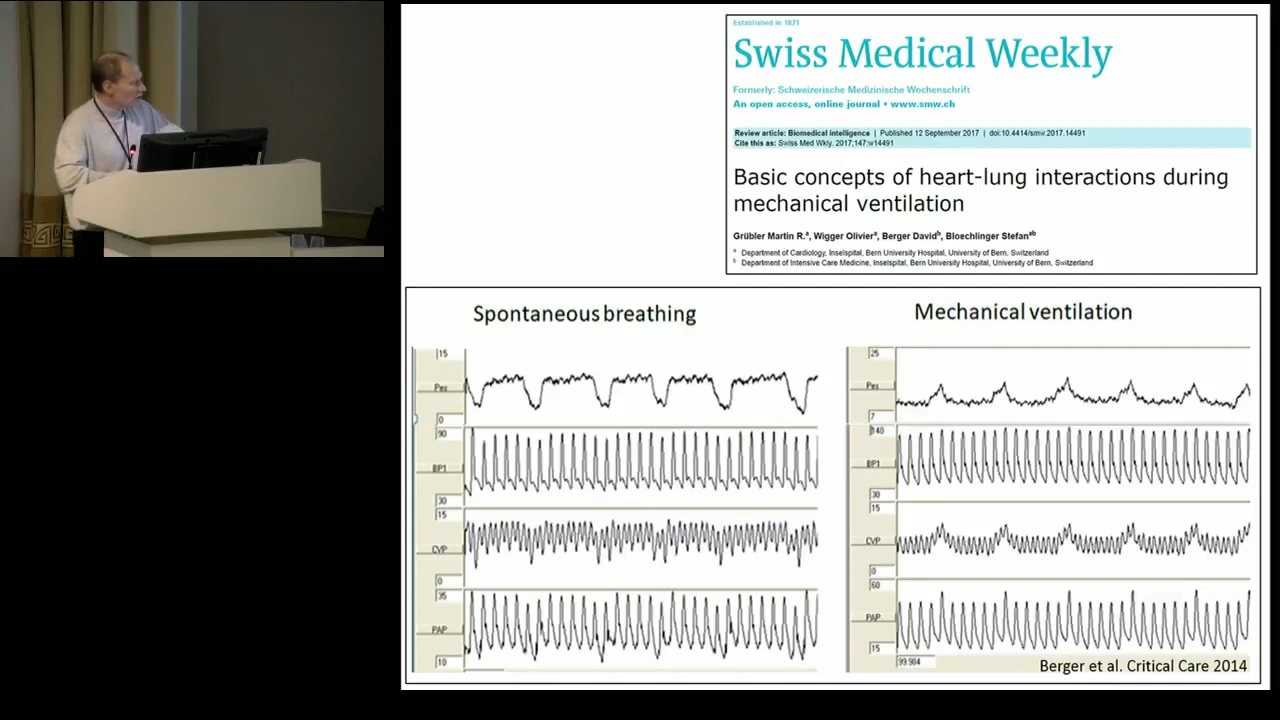 Established in 1871
Swiss Medical Weekly
Formerly: Schweizerische Medizinische Wochenschrift
An open access, online journal • www.smw.ch
Review article: Biomedical intelligence | Published 12 September 2017 | doi:10.4414/smw.2017.14491
Cite this as: Swiss Med Wkly. 2017;147:w14491
Basic concepts of heart-lung interactions during
mechanical ventilation
Grübler Martin R.ª, Wigger Olivierª, Berger Davidᵇ, Bloechlinger Stefanªᵇ
ª Department of Cardiology, Inselspital, Bern University Hospital, University of Bern, Switzerland
ᵇ Department of Intensive Care Medicine, Inselspital, Bern University Hospital, University of Bern, Switzerland
Spontaneous breathing
15
Pes
0
90
BP1
30
15
CVP
0
35
PAP
10
Mechanical ventilation
25
Pes
7
140
BP1
30
15
CVP
0
60
PAP
15
99.984
Berger et al. Critical Care 2014